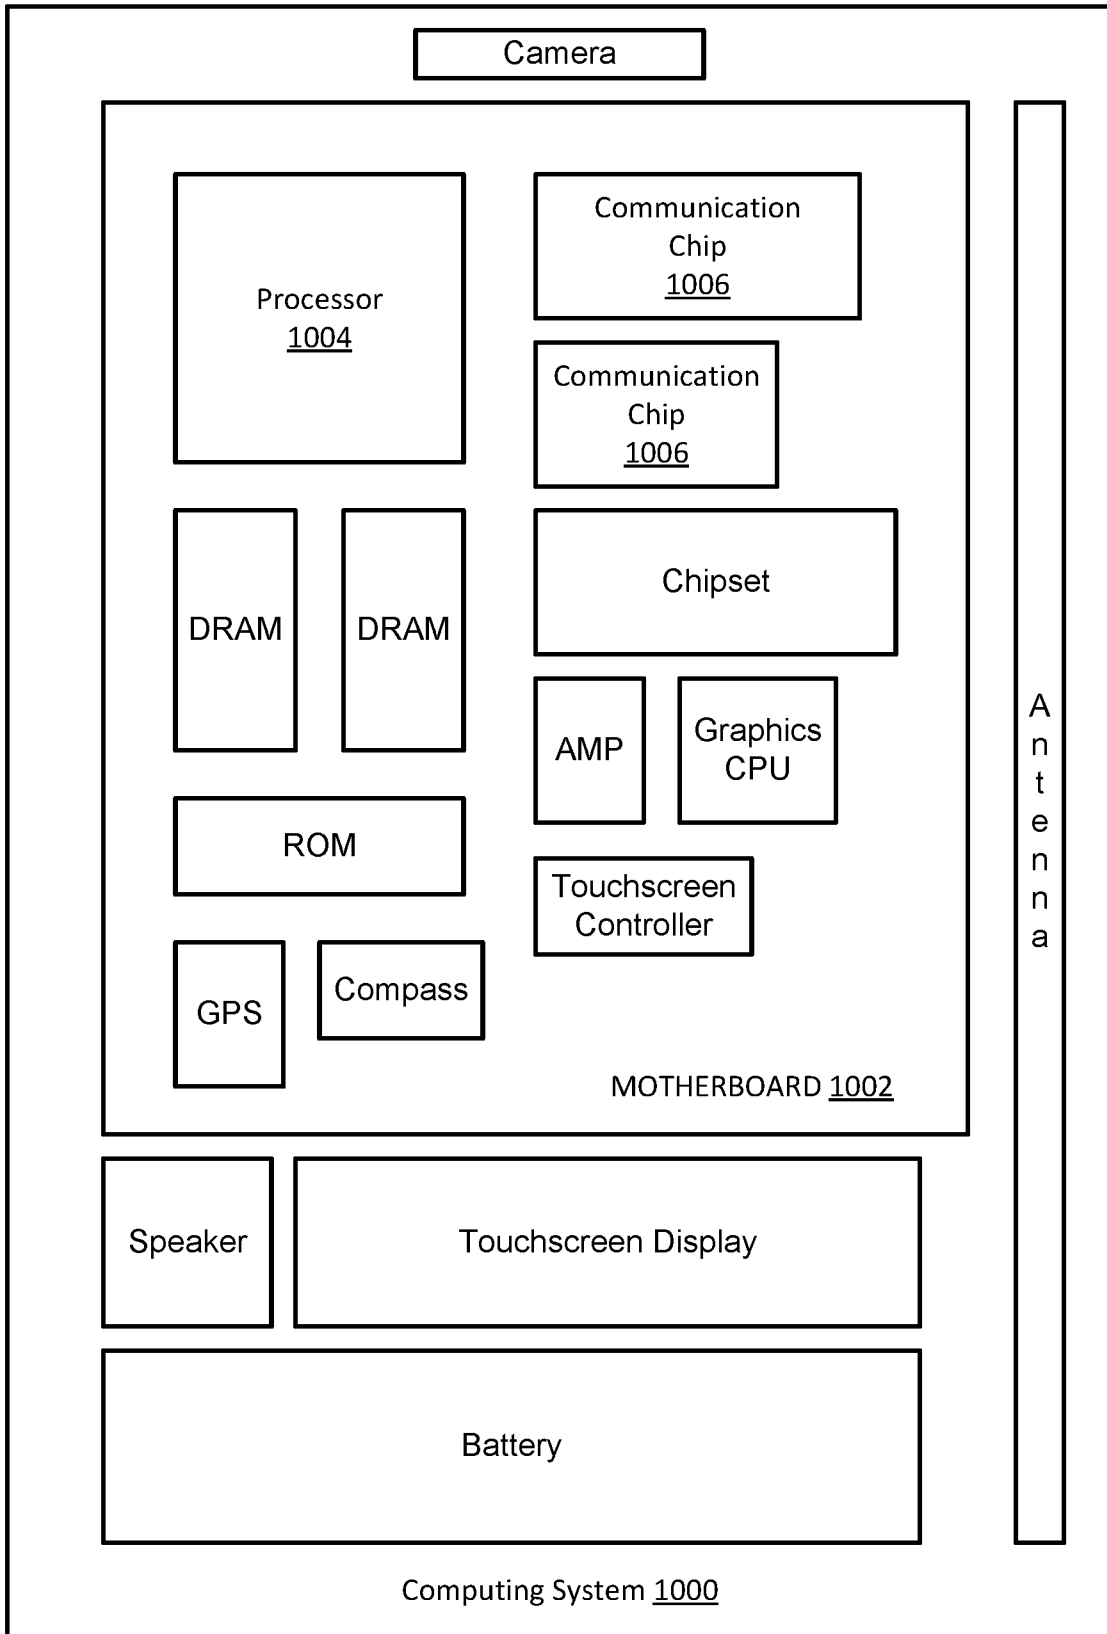 Camera
Processor
1004
Communication
Chip
1006
Communication
Chip
1006
DRAM
DRAM
Chipset
AMP
Graphics
CPU
ROM
Touchscreen
Controller
GPS
Compass
MOTHERBOARD 1002
Antenna
Speaker
Touchscreen Display
Battery
Computing System 1000